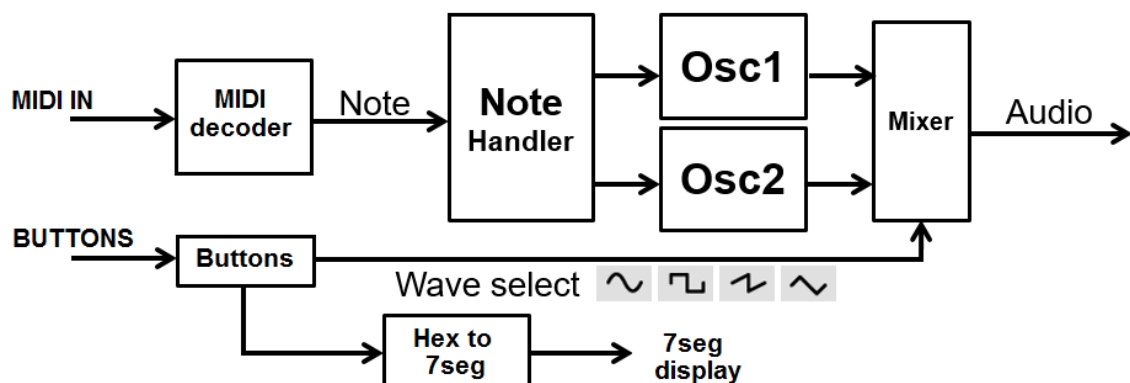 MIDI IN
MIDI
decoder
Note
Note
Handler
Osc1
Osc2
Mixer
Audio
BUTTONS
Buttons
Wave select
Hex to
7seg
7seg
display